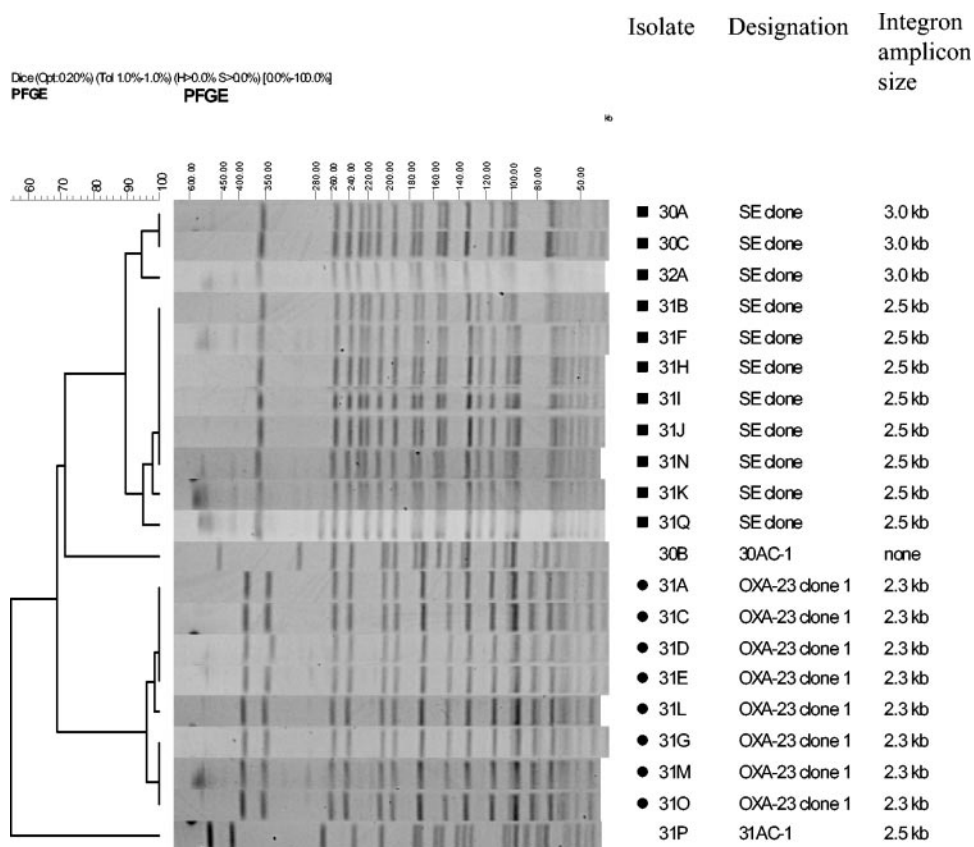 Isolate Designation Integron
amplicon
size
Dice (Opt:0.20%) (Tol 1.0%-1.0%) (H>0.0% S>0.0%) [0.0%-100.0%]
PFGE PFGE
kb
60 70 80 90 100 600.00 450.00 400.00 350.00 280.00 260.00 240.00 220.00 200.00 180.00 160.00 140.00 120.00 100.00 80.00 50.00
30A SE clone 3.0 kb
30C SE clone 3.0 kb
32A SE clone 3.0 kb
31B SE clone 2.5 kb
31F SE clone 2.5 kb
31H SE clone 2.5 kb
31I SE clone 2.5 kb
31J SE clone 2.5 kb
31N SE clone 2.5 kb
31K SE clone 2.5 kb
31Q SE clone 2.5 kb
30B 30AC-1 none
31A OXA-23 clone 1 2.3 kb
31C OXA-23 clone 1 2.3 kb
31D OXA-23 clone 1 2.3 kb
31E OXA-23 clone 1 2.3 kb
31L OXA-23 clone 1 2.3 kb
31G OXA-23 clone 1 2.3 kb
31M OXA-23 clone 1 2.3 kb
31O OXA-23 clone 1 2.3 kb
31P 31AC-1 2.5 kb